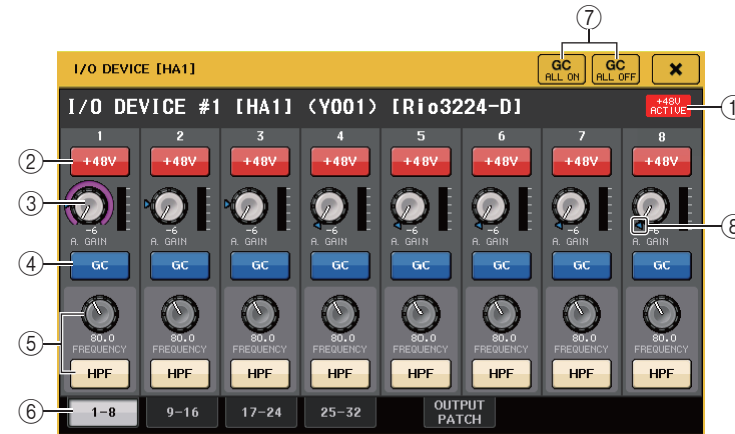 ⑦
I/O DEVICE [HA1] GC ALL ON GC ALL OFF ×
I/O DEVICE #1 [HA1] (Y001) [Rio3224-D] +48V ACTIVE ①
1 2 3 4 5 6 7 8
② +48V +48V +48V +48V +48V +48V +48V +48V
③
-6 -6 -6 -6 -6 -6 -6 -6 ⑧
A. GAIN A. GAIN A. GAIN A. GAIN A. GAIN A. GAIN A. GAIN A. GAIN
④ GC GC GC GC GC GC GC GC
⑤
80.0 80.0 80.0 80.0 80.0 80.0 80.0 80.0
FREQUENCY FREQUENCY FREQUENCY FREQUENCY FREQUENCY FREQUENCY FREQUENCY FREQUENCY
HPF HPF HPF HPF HPF HPF HPF HPF
⑥ 1-8 9-16 17-24 25-32 OUTPUT PATCH